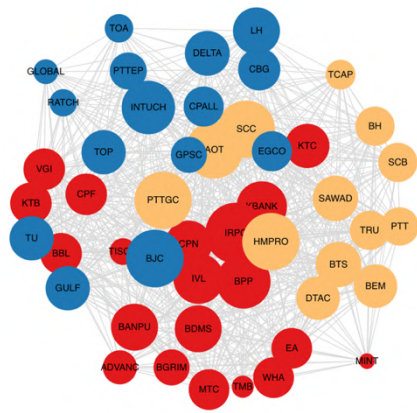 TOA
LH
DELTA
GLOBAL
PTTEP
CBG
TCAP
RATCH
INTUCH
CPALL
SCC
BH
TOP
GPSC
AOT
EGCO
KTC
SCB
VGI
CPF
PTTGC
SAWAD
KTB
KBANK
TRU
PTT
TU
BBL
TISCO
CPN
IRPC
HMPRO
BJC
BTS
GULF
IVL
BPP
BEM
DTAC
BANPU
BDMS
EA
MINT
ADVANC
BGRIM
MTC
TMB
WHA